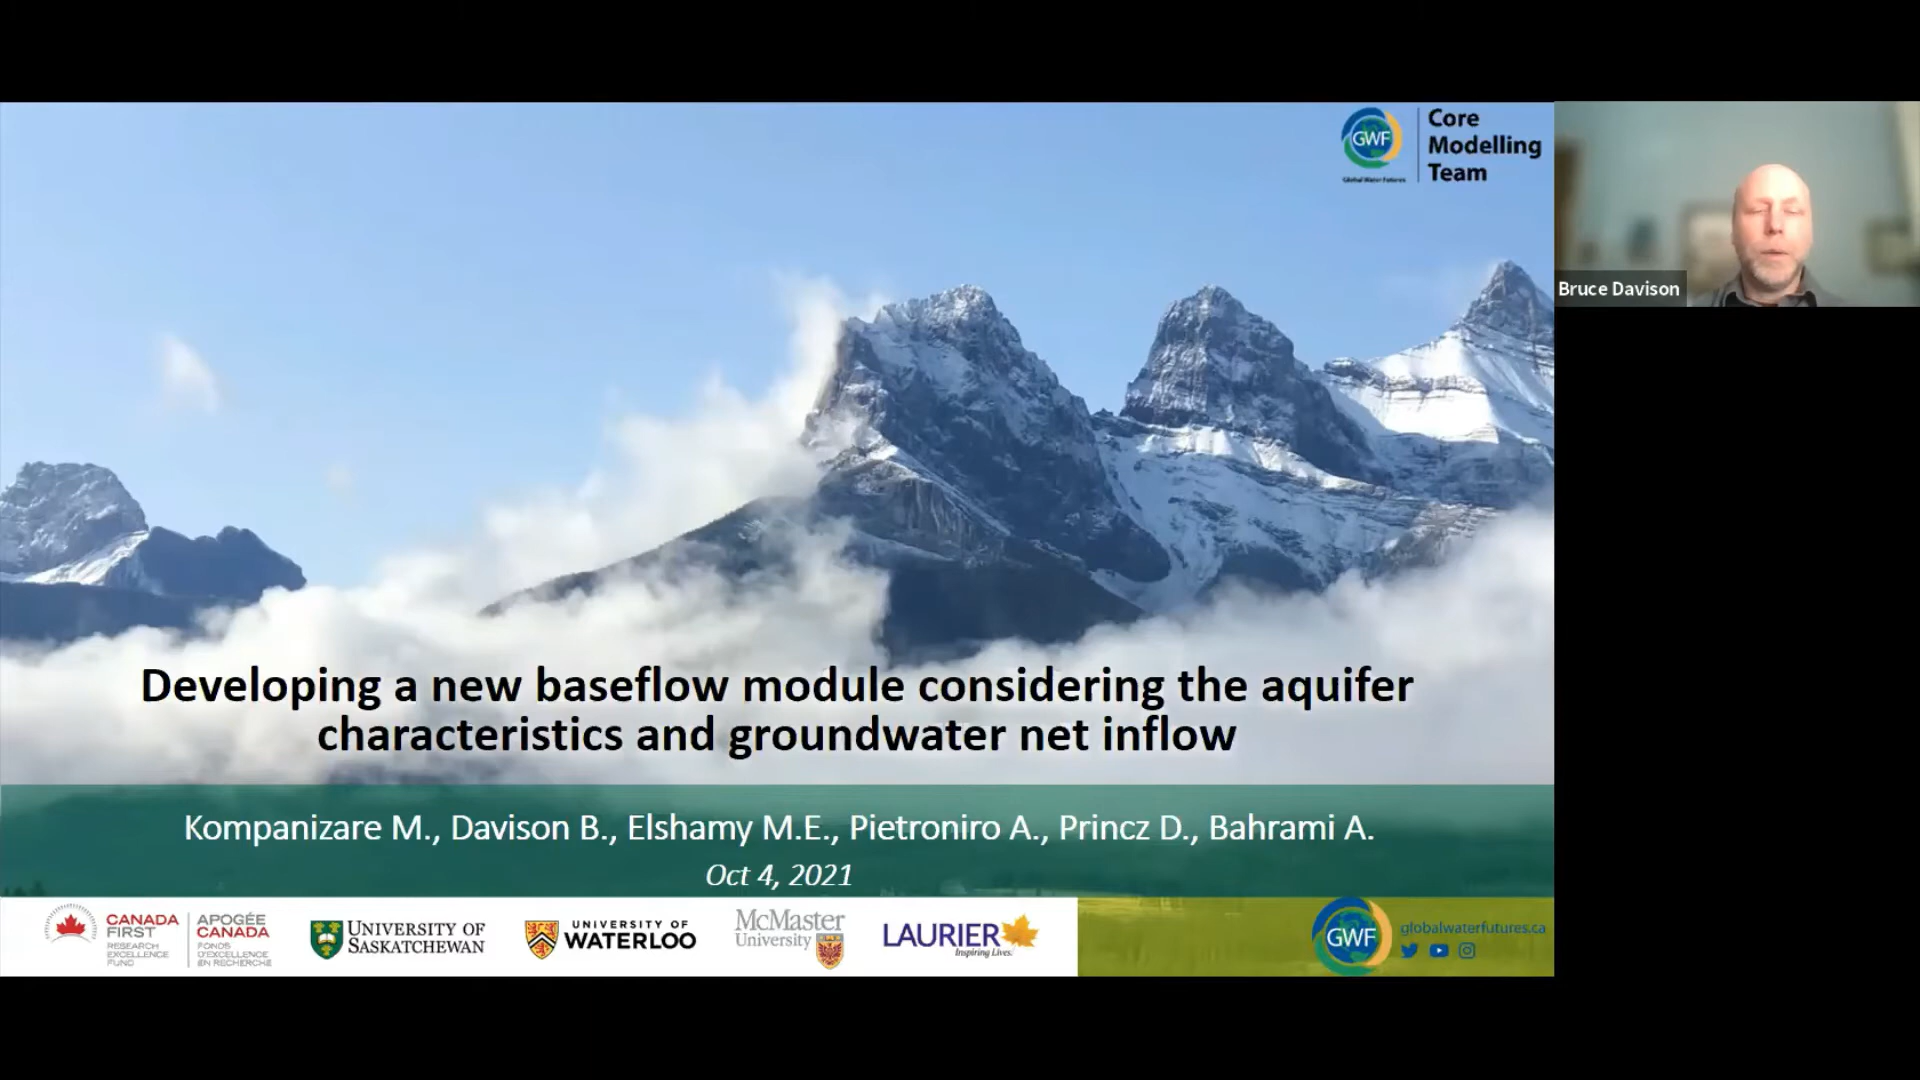 GWF
Global Water Futures
Core
Modelling
Team
Bruce Davison
Developing a new baseflow module considering the aquifer
characteristics and groundwater net inflow
Kompanizare M., Davison B., Elshamy M.E., Pietroniro A., Princz D., Bahrami A.
Oct 4, 2021
CANADA
FIRST
RESEARCH
EXCELLENCE
FUND
APOGÉE
CANADA
FONDS
D'EXCELLENCE
EN RECHERCHE
UNIVERSITY OF
SASKATCHEWAN
UNIVERSITY OF
WATERLOO
McMaster
University
LAURIER
Inspiring Lives.
GWF
globalwaterfutures.ca